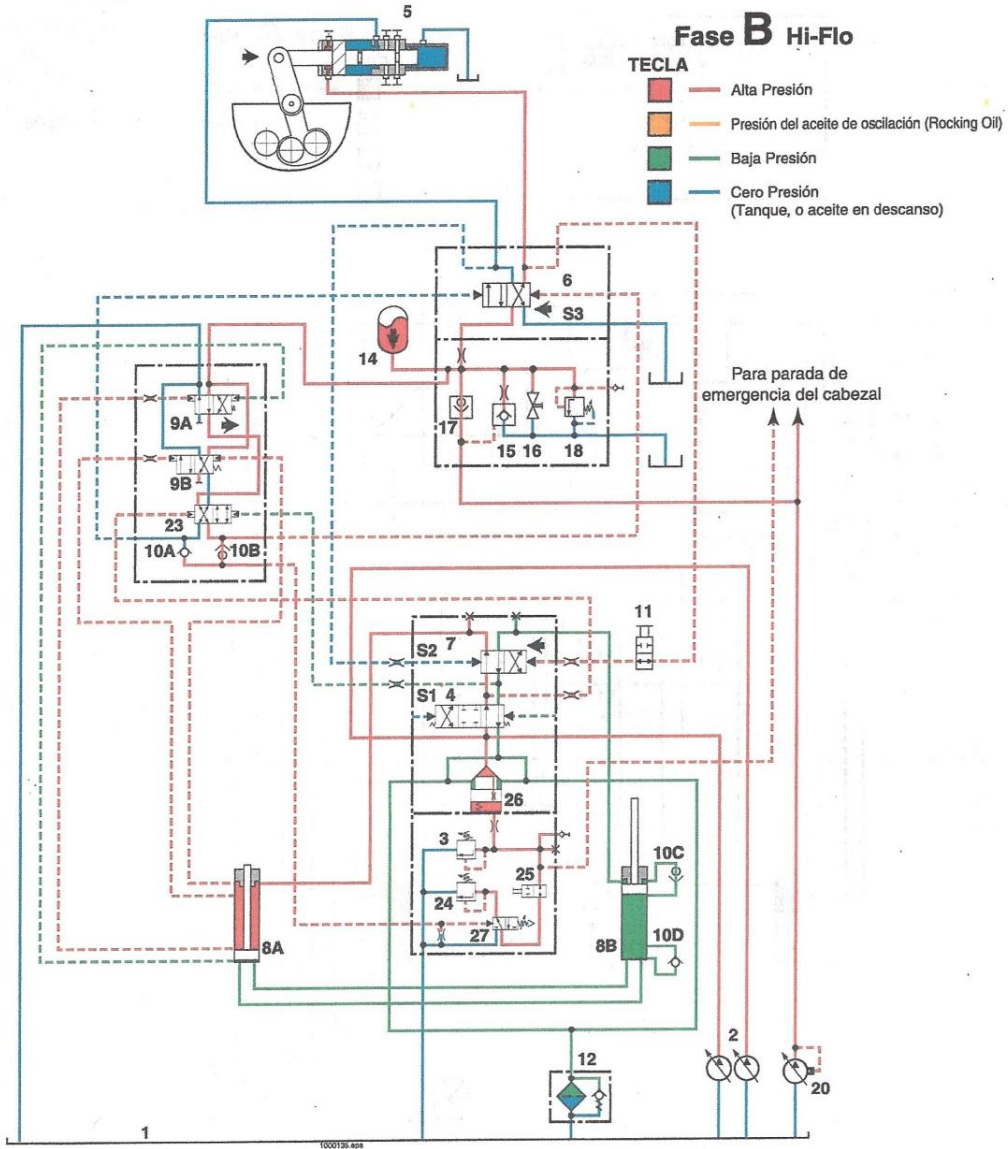 5
Fase B Hi-Flo
TECLA
Alta Presión
Presión del aceite de oscilación (Rocking Oil)
Baja Presión
Cero Presión
(Tanque, o aceite en descanso)
6
S3
14
Para parada de
emergencia del cabezal
17
15
16
18
9A
9B
23
10A
10B
11
7
S2
S1
4
26
3
25
24
27
10C
10D
8A
8B
2
12
20
1
1000135.eps